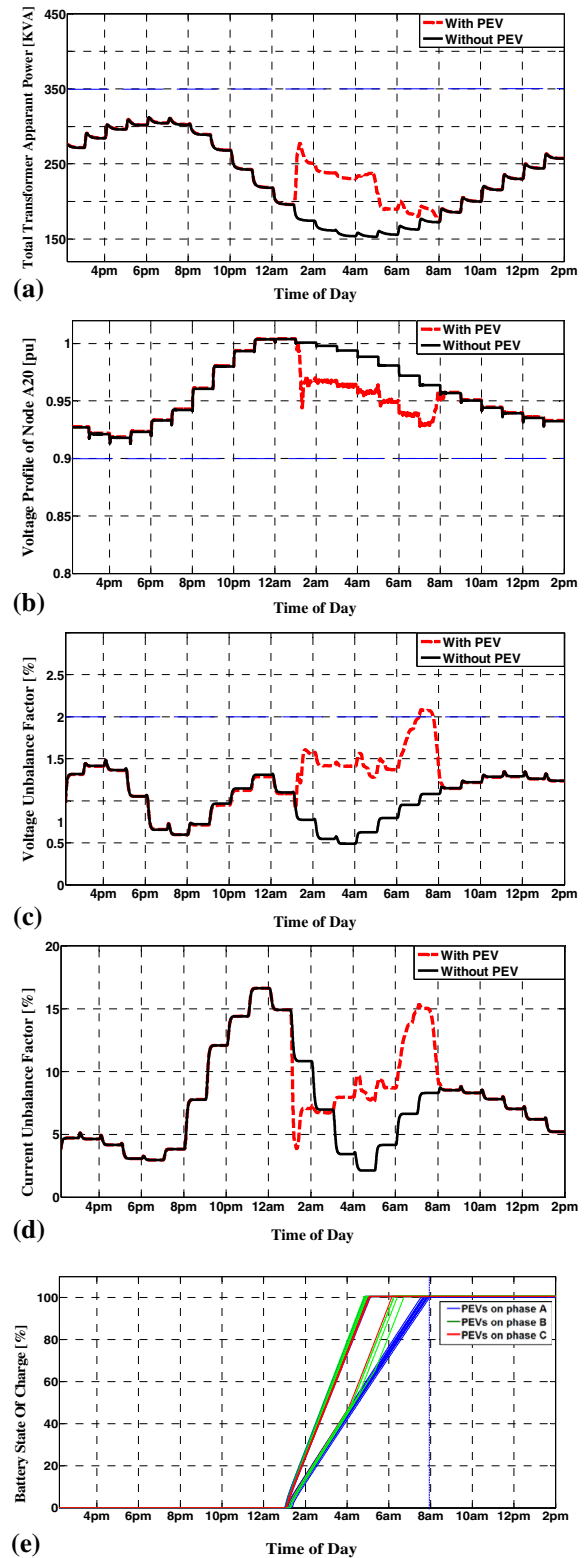 Total Transformer Apparant Power [KVA]
450
350
250
150
With PEV
Without PEV
4pm 6pm 8pm 10pm 12am 2am 4am 6am 8am 10am 12pm 2pm
(a)
Time of Day
Voltage Profile of Node A20 [pu]
1
0.95
0.9
0.85
0.8
With PEV
Without PEV
4pm 6pm 8pm 10pm 12am 2am 4am 6am 8am 10am 12pm 2pm
(b)
Time of Day
Voltage Unbalance Factor [%]
2.5
2
1.5
1
0.5
0
With PEV
Without PEV
4pm 6pm 8pm 10pm 12am 2am 4am 6am 8am 10am 12pm 2pm
(c)
Time of Day
Current Unbalance Factor [%]
20
15
10
5
0
With PEV
Without PEV
4pm 6pm 8pm 10pm 12am 2am 4am 6am 8am 10am 12pm 2pm
(d)
Time of Day
Battery State Of Charge [%]
100
80
60
40
20
0
PEVs on phase A
PEVs on phase B
PEVs on phase C
4pm 6pm 8pm 10pm 12am 2am 4am 6am 8am 10am 12pm 2pm
(e)
Time of Day